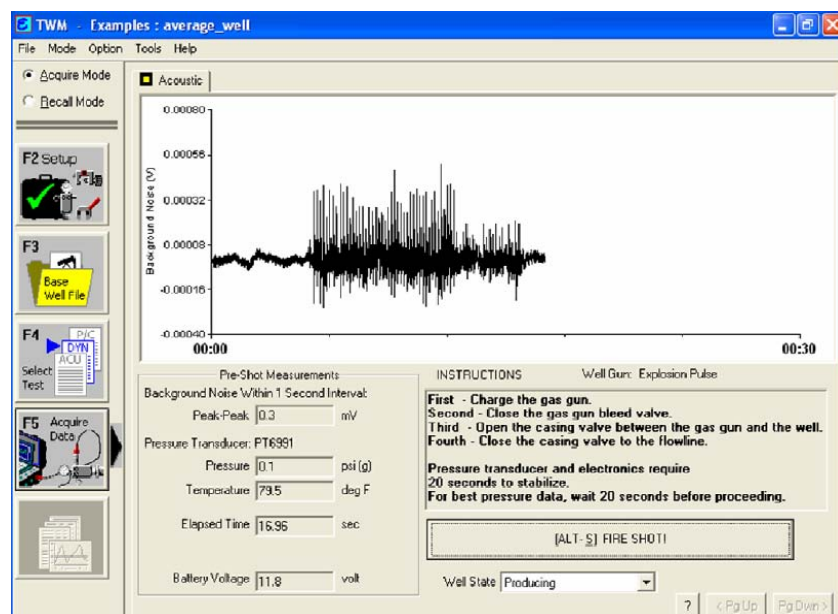 TWM - Examples : average_well
File Mode Option Tools Help
Acquire Mode
Recall Mode
F2 Setup
F3
Base
Well File
F4
P/C
DYN
ACU
Select
Test
F5 Acquire
Data
Acoustic
0.00080
0.00056
0.00032
0.00008
-0.00016
-0.00040
Background Noise (V)
00:00
00:30
Pre-Shot Measurements
Background Noise Within 1 Second Interval:
Peak-Peak 0.3 mV
Pressure Transducer: PT6991
Pressure 0.1 psi (g)
Temperature 79.5 deg F
Elapsed Time 16.96 sec
Battery Voltage 11.8 volt
INSTRUCTIONS Well Gun: Explosion Pulse
First - Charge the gas gun.
Second - Close the gas gun bleed valve.
Third - Open the casing valve between the gas gun and the well.
Fourth - Close the casing valve to the flowline.
Pressure transducer and electronics require
20 seconds to stabilize.
For best pressure data, wait 20 seconds before proceeding.
[ALT- S] FIRE SHOT!
Well State Producing
? < Pg Up Pg Dwn >